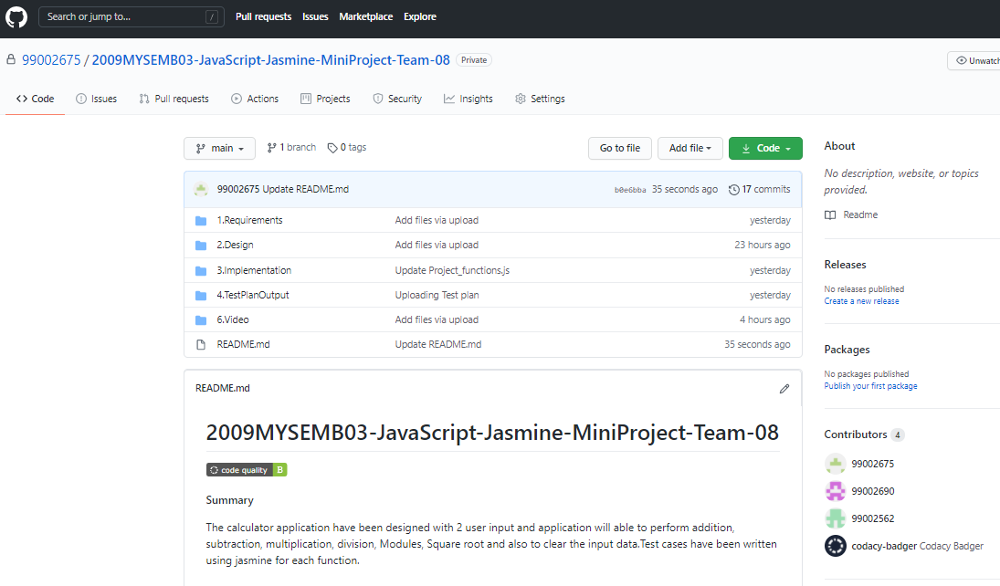 Search or jump to... /
Pull requests Issues Marketplace Explore
99002675 / 2009MYSEMB03-JavaScript-Jasmine-MiniProject-Team-08 Private
Unwatch
Code Issues Pull requests Actions Projects Security Insights Settings
main 1 branch 0 tags
Go to file Add file Code
99002675 Update README.md b0e6bba 35 seconds ago 17 commits
1.Requirements Add files via upload yesterday
2.Design Add files via upload 23 hours ago
3.Implementation Update Project_functions.js yesterday
4.TestPlanOutput Uploading Test plan yesterday
6.Video Add files via upload 4 hours ago
README.md Update README.md 35 seconds ago
README.md
2009MYSEMB03-JavaScript-Jasmine-MiniProject-Team-08
code quality B
Summary
The calculator application have been designed with 2 user input and application will able to perform addition,
subtraction, multiplication, division, Modules, Square root and also to clear the input data.Test cases have been written
using jasmine for each function.
About
No description, website, or topics
provided.
Readme
Releases
No releases published
Create a new release
Packages
No packages published
Publish your first package
Contributors 4
99002675
99002690
99002562
codacy-badger Codacy Badger